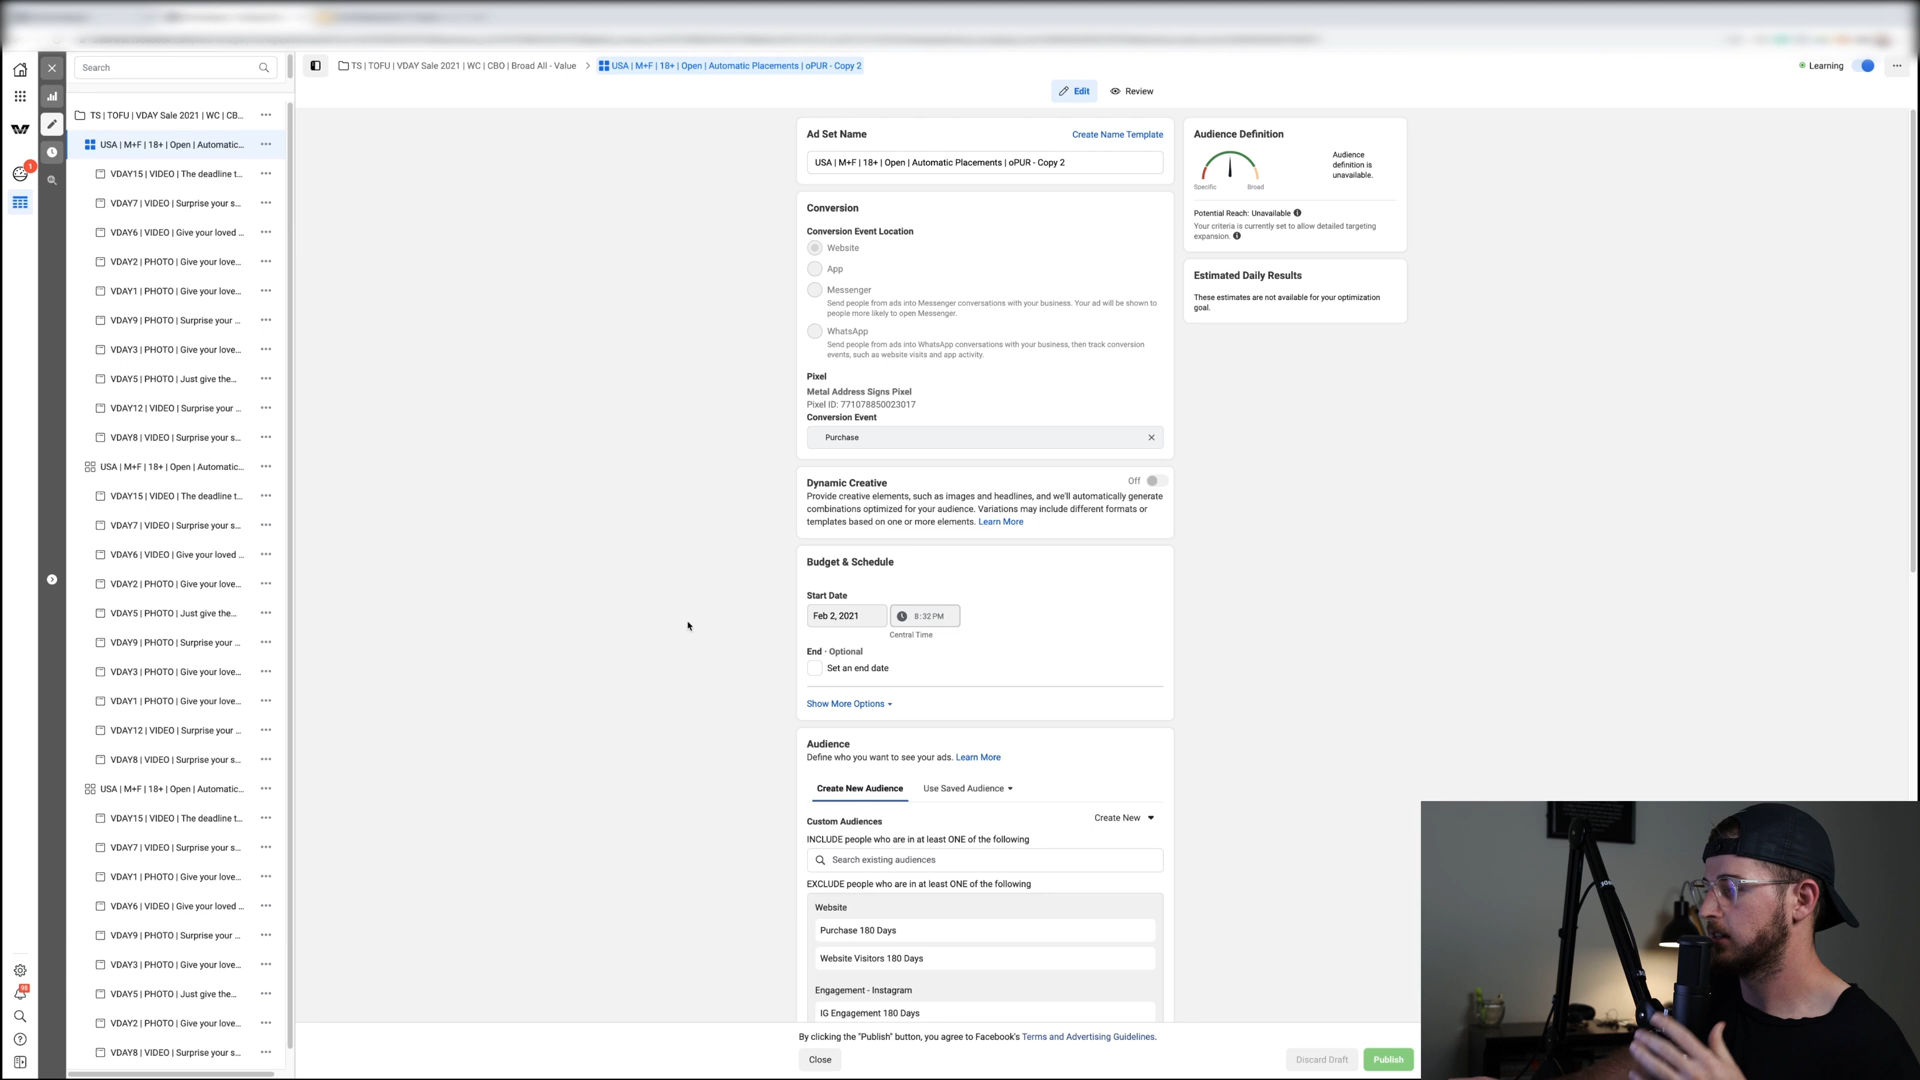 Search
TS | TOFU | VDAY Sale 2021 | WC | CBO | Broad All - Value
USA | M+F | 18+ | Open | Automatic Placements | oPUR - Copy 2
Learning
Edit
Review
TS | TOFU | VDAY Sale 2021 | WC | CB...
USA | M+F | 18+ | Open | Automatic...
VDAY15 | VIDEO | The deadline t...
VDAY7 | VIDEO | Surprise your s...
VDAY6 | VIDEO | Give your loved ...
VDAY2 | PHOTO | Give your love...
VDAY1 | PHOTO | Give your love...
VDAY9 | PHOTO | Surprise your ...
VDAY3 | PHOTO | Give your love...
VDAY5 | PHOTO | Just give the...
VDAY12 | VIDEO | Surprise your ...
VDAY8 | VIDEO | Surprise your s...
USA | M+F | 18+ | Open | Automatic...
VDAY15 | VIDEO | The deadline t...
VDAY7 | VIDEO | Surprise your s...
VDAY6 | VIDEO | Give your loved ...
VDAY2 | PHOTO | Give your love...
VDAY5 | PHOTO | Just give the...
VDAY9 | PHOTO | Surprise your ...
VDAY3 | PHOTO | Give your love...
VDAY1 | PHOTO | Give your love...
VDAY12 | VIDEO | Surprise your ...
VDAY8 | VIDEO | Surprise your s...
USA | M+F | 18+ | Open | Automatic...
VDAY15 | VIDEO | The deadline t...
VDAY7 | VIDEO | Surprise your s...
VDAY1 | PHOTO | Give your love...
VDAY6 | VIDEO | Give your loved ...
VDAY9 | PHOTO | Surprise your ...
VDAY3 | PHOTO | Give your love...
VDAY5 | PHOTO | Just give the...
VDAY2 | PHOTO | Give your love...
VDAY8 | VIDEO | Surprise your s...
1
98
Ad Set Name
Create Name Template
USA | M+F | 18+ | Open | Automatic Placements | oPUR - Copy 2
Conversion
Conversion Event Location
Website
App
Messenger
Send people from ads into Messenger conversations with your business. Your ad will be shown to
people more likely to open Messenger.
WhatsApp
Send people from ads into WhatsApp conversations with your business, then track conversion
events, such as website visits and app activity.
Pixel
Metal Address Signs Pixel
Pixel ID: 771078850023017
Conversion Event
Purchase
Dynamic Creative
Off
Provide creative elements, such as images and headlines, and we'll automatically generate
combinations optimized for your audience. Variations may include different formats or
templates based on one or more elements. Learn More
Budget & Schedule
Start Date
Feb 2, 2021
8:32 PM
Central Time
End · Optional
Set an end date
Show More Options
Audience
Define who you want to see your ads. Learn More
Create New Audience
Use Saved Audience
Custom Audiences
Create New
INCLUDE people who are in at least ONE of the following
Search existing audiences
EXCLUDE people who are in at least ONE of the following
Website
Purchase 180 Days
Website Visitors 180 Days
Engagement - Instagram
IG Engagement 180 Days
Audience Definition
Audience
definition is
unavailable.
Specific
Broad
Potential Reach: Unavailable
Your criteria is currently set to allow detailed targeting
expansion.
Estimated Daily Results
These estimates are not available for your optimization
goal.
By clicking the "Publish" button, you agree to Facebook's Terms and Advertising Guidelines.
Close
Discard Draft
Publish